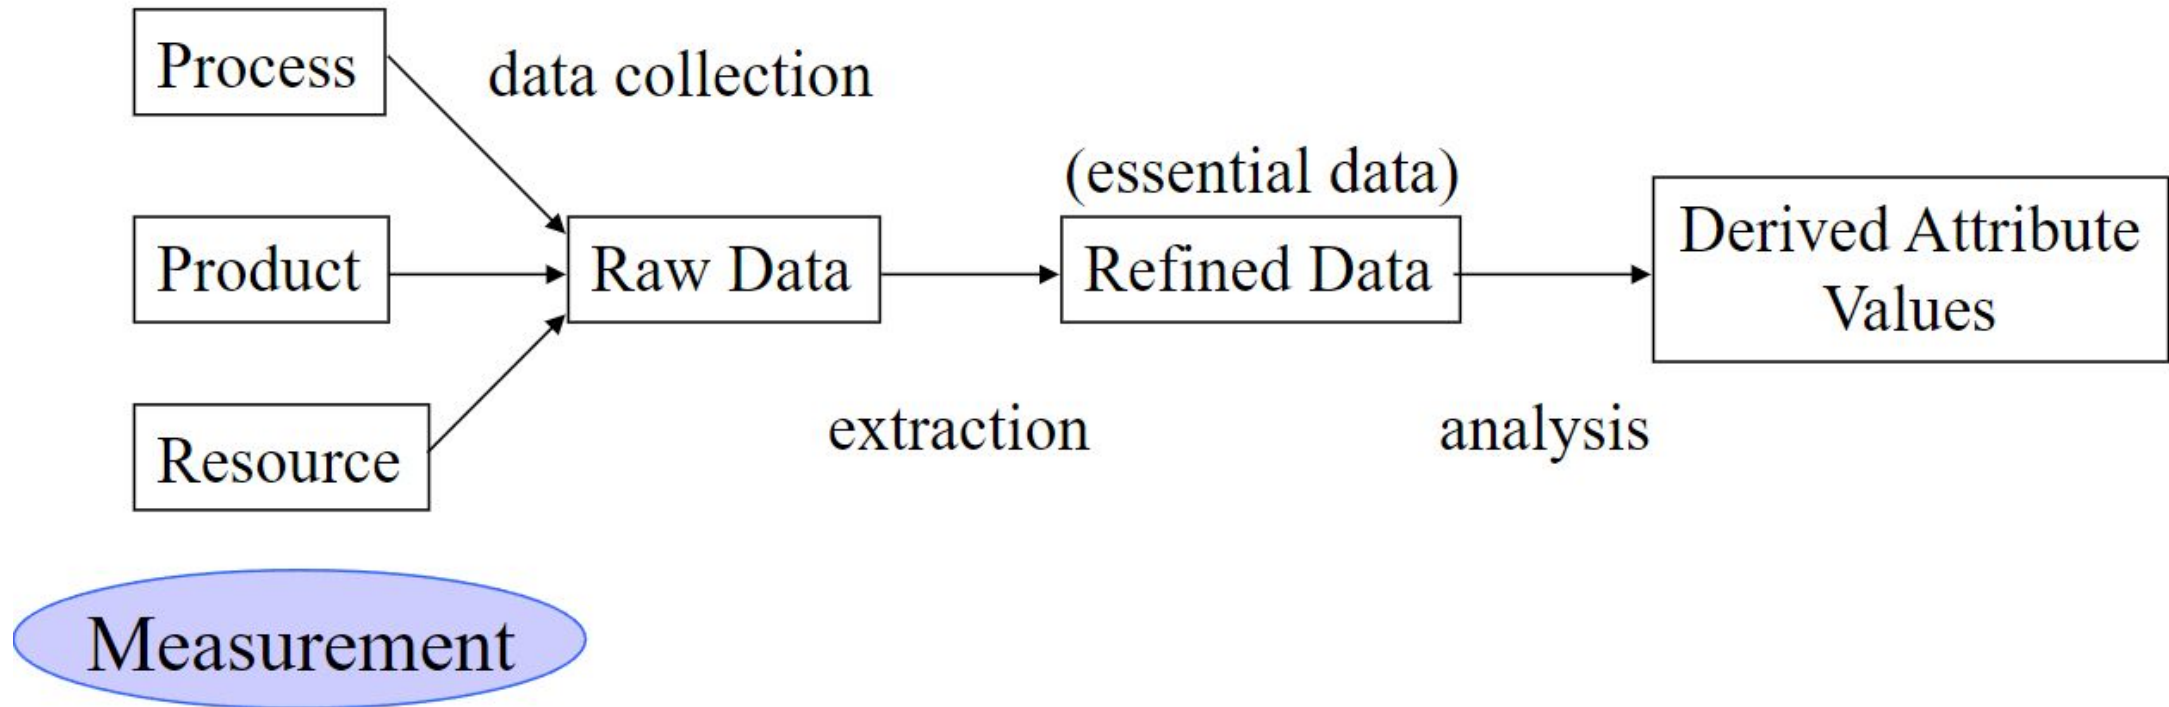 Process
data collection
(essential data)
Product
Raw Data
Refined Data
Derived Attribute
Values
extraction
analysis
Resource
Measurement